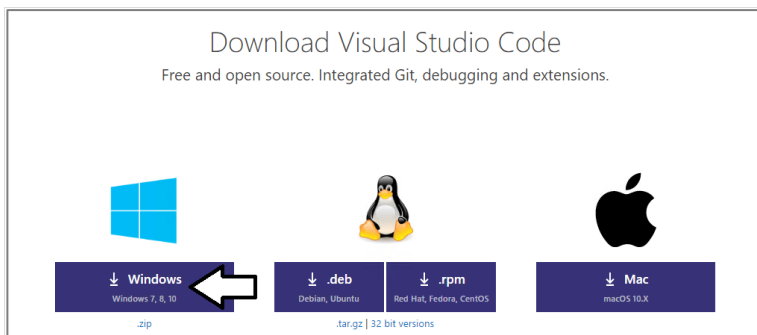 Download Visual Studio Code
Free and open source. Integrated Git, debugging and extensions.
Windows
Windows 7, 8, 10
.zip
.deb
Debian, Ubuntu
.rpm
Red Hat, Fedora, CentOS
.tar.gz | 32 bit versions
Mac
macOS 10.X